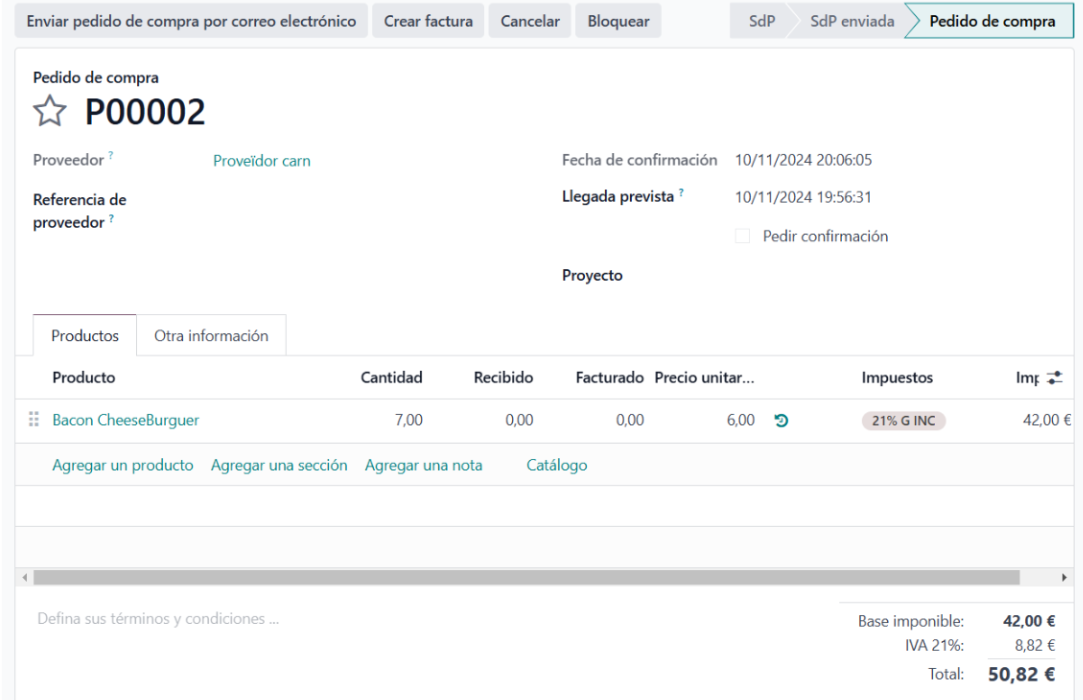 Enviar pedido de compra por correo electrónico Crear factura Cancelar Bloquear SdP SdP enviada Pedido de compra
Pedido de compra
P00002
Proveedor ? Proveïdor carn Fecha de confirmación 10/11/2024 20:06:05
Referencia de proveedor ? Llegada prevista ? 10/11/2024 19:56:31
Pedir confirmación
Proyecto
Productos Otra información
Producto Cantidad Recibido Facturado Precio unitar... Impuestos Imp
Bacon CheeseBurguer 7,00 0,00 0,00 6,00 21% G INC 42,00 €
Agregar un producto Agregar una sección Agregar una nota Catálogo
Defina sus términos y condiciones ...
Base imponible: 42,00 €
IVA 21%: 8,82 €
Total: 50,82 €